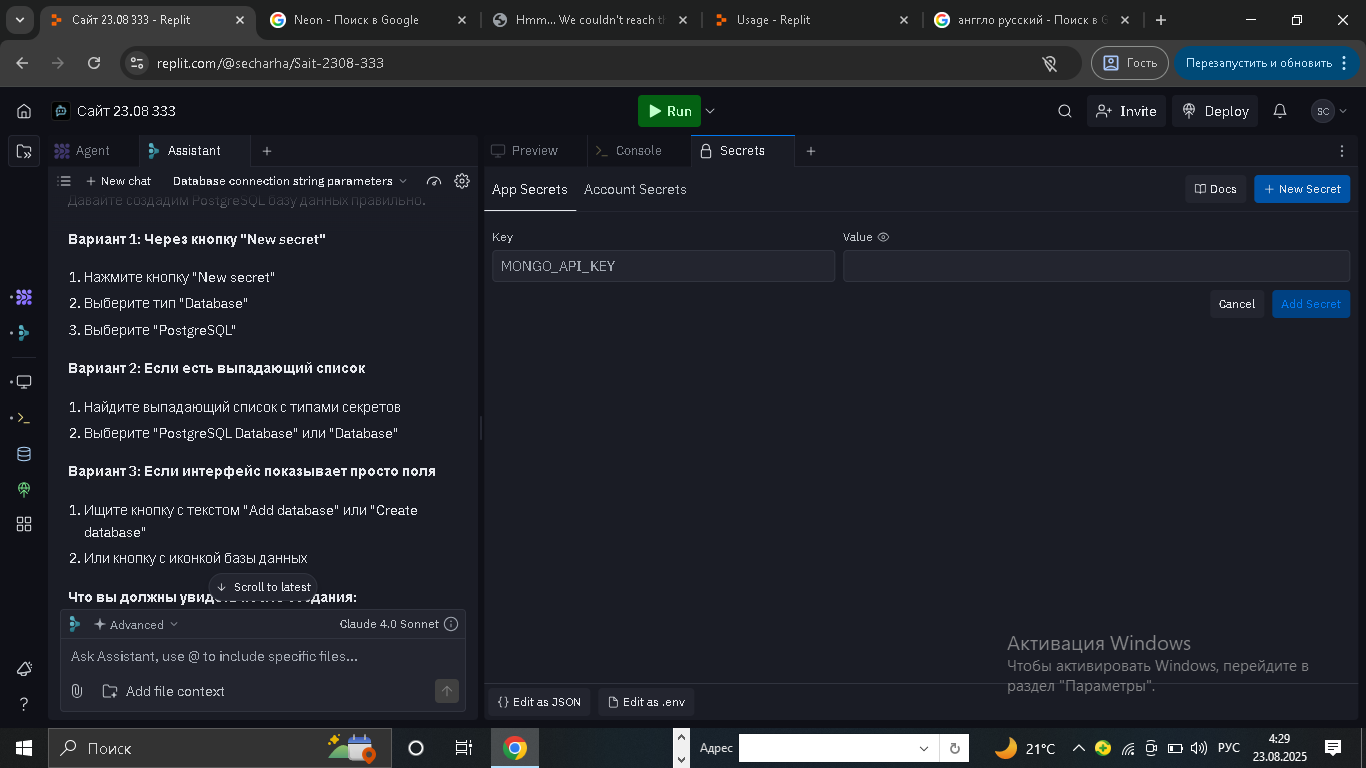 Сайт 23.08 333 - Replit
Neon - Поиск в Google
Hmm... We couldn't reach th
Usage - Replit
англо русский - Поиск в G
replit.com/@secharha/Sait-2308-333
Гость
Перезапустить и обновить
Сайт 23.08 333
Run
Invite
Deploy
SC
Agent
Assistant
New chat
Database connection string parameters
Давайте создадим PostgreSQL базу данных правильно.
Вариант 1: Через кнопку "New secret"
1. Нажмите кнопку "New secret"
2. Выберите тип "Database"
3. Выберите "PostgreSQL"
Вариант 2: Если есть выпадающий список
1. Найдите выпадающий список с типами секретов
2. Выберите "PostgreSQL Database" или "Database"
Вариант 3: Если интерфейс показывает просто поля
1. Ищите кнопку с текстом "Add database" или "Create
database"
2. Или кнопку с иконкой базы данных
Scroll to latest
Что вы должны увидеть после создания:
Advanced
Claude 4.0 Sonnet
Ask Assistant, use @ to include specific files...
Add file context
Preview
Console
Secrets
App Secrets
Account Secrets
Docs
New Secret
Key
Value
MONGO_API_KEY
Cancel
Add Secret
Активация Windows
Чтобы активировать Windows, перейдите в
раздел "Параметры".
{} Edit as JSON
Edit as .env
Поиск
Адрес
21°C
РУС
4:29
23.08.2025